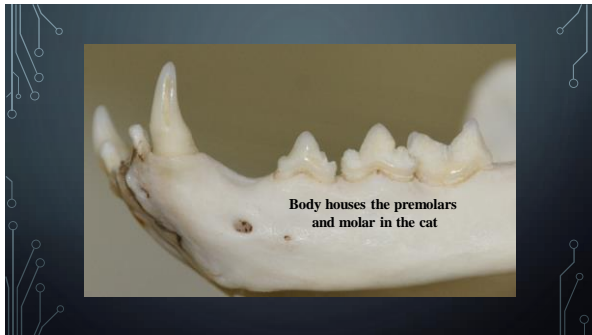 Body houses the premolars
and molar in the cat